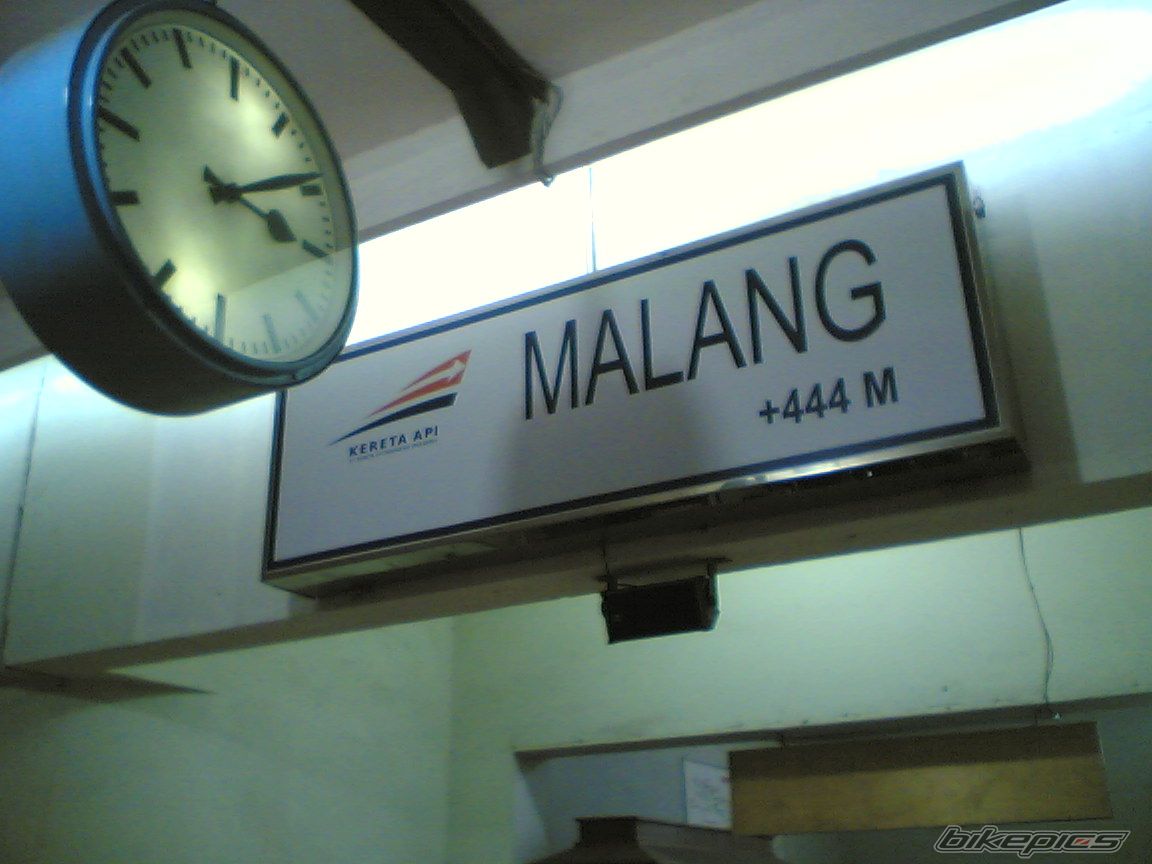 MALANG
+444 M
KERETA API
bikepics